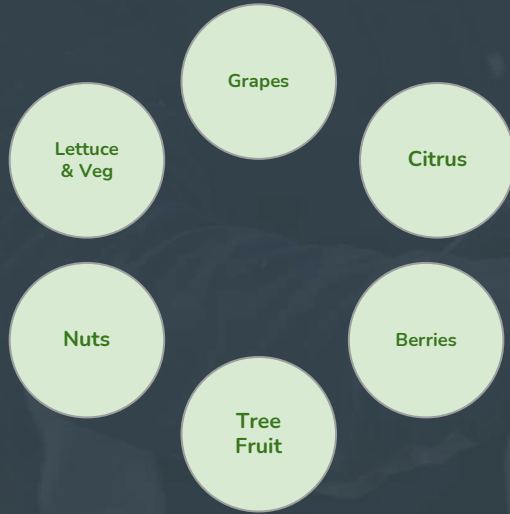 Grapes
Lettuce
& Veg
Citrus
Nuts
Berries
Tree
Fruit